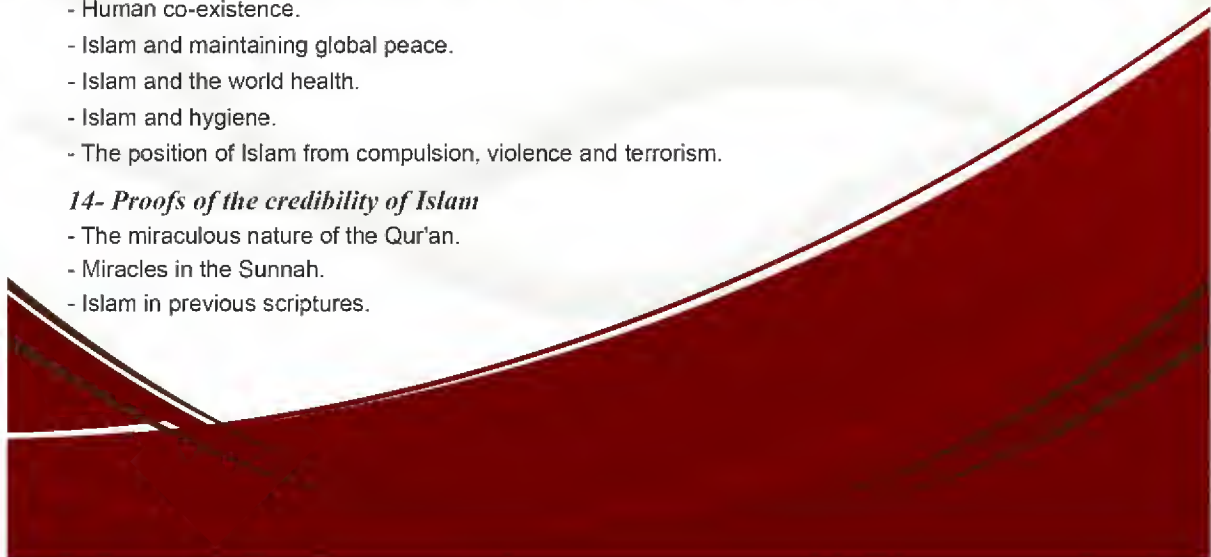 - Human co-existence.
- Islam and maintaining global peace.
- Islam and the world health.
- Islam and hygiene.
- The position of Islam from compulsion, violence and terrorism.
14- Proofs of the credibility of Islam
- The miraculous nature of the Qur'an.
- Miracles in the Sunnah.
- Islam in previous scriptures.